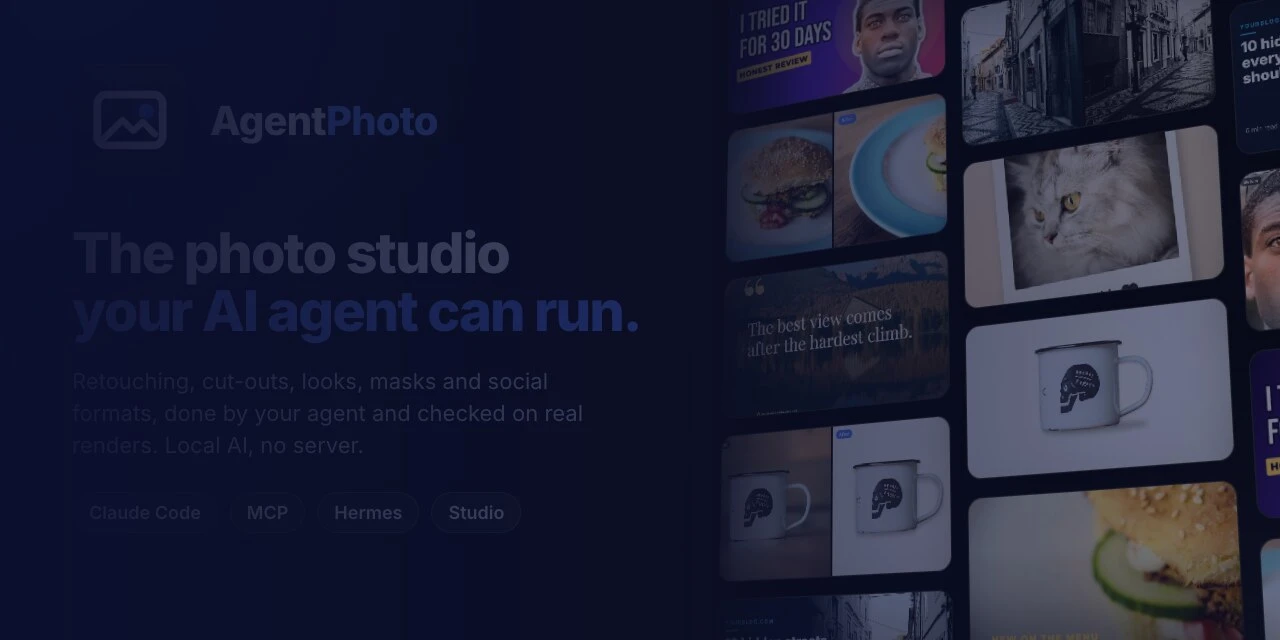 AgentPhoto
The photo studio
your AI agent can run.
Retouching, cut-outs, looks, masks and social
formats, done by your agent and checked on real
renders. Local AI, no server.
Claude Code
MCP
Hermes
Studio
I TRIED IT
FOR 30 DAYS
HONEST REVIEW
The best view comes
after the hardest climb.
10 hid
every
shou